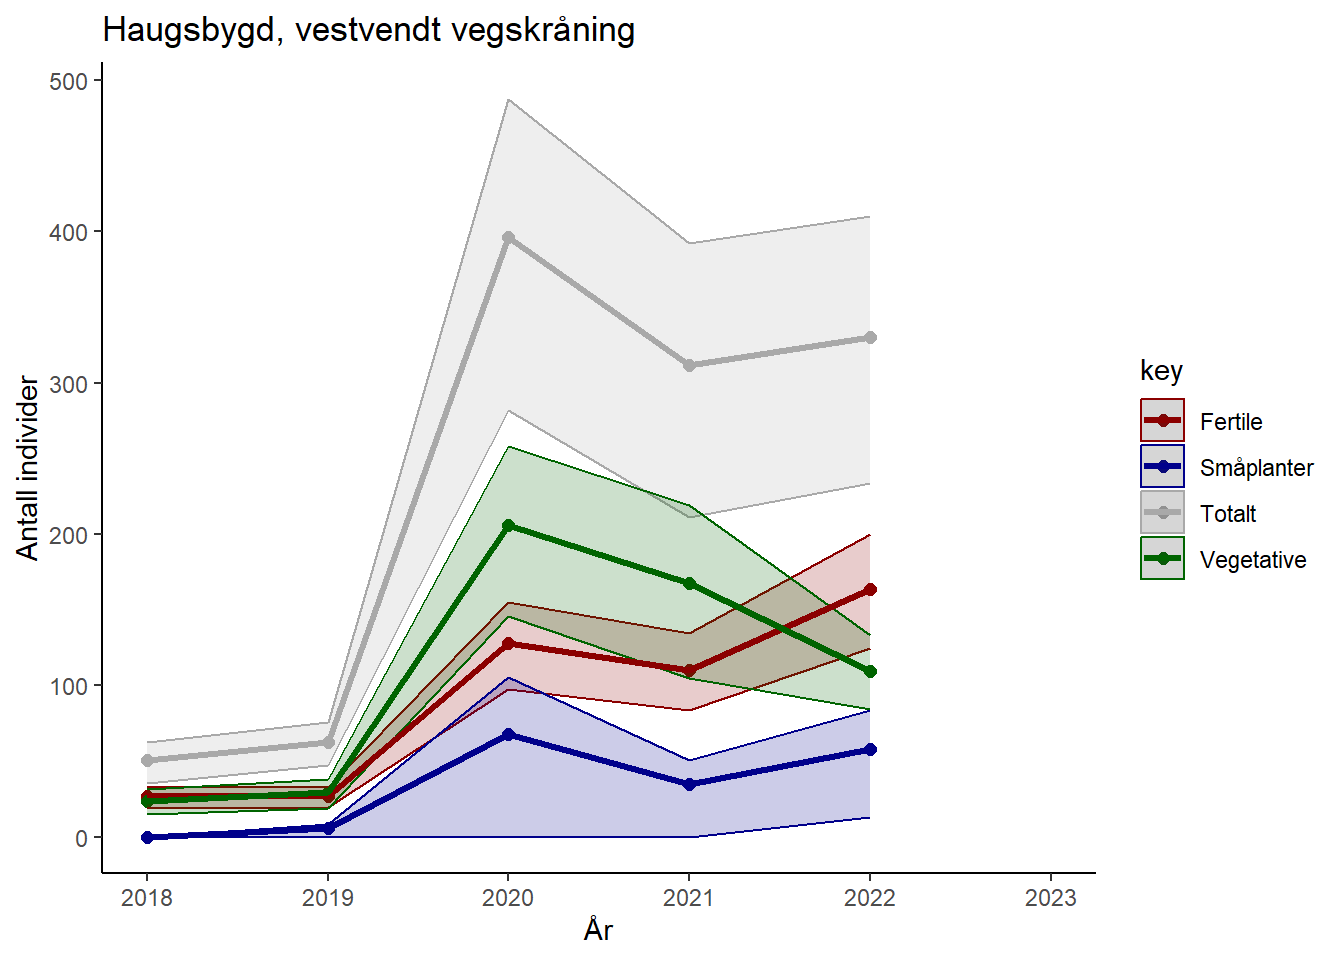 Haugsbygd, vestvendt vegskråning
500
400
300
200
100
0
Antall individer
2018 2019 2020 2021 2022 2023
År
key
Fertile
Småplanter
Totalt
Vegetative